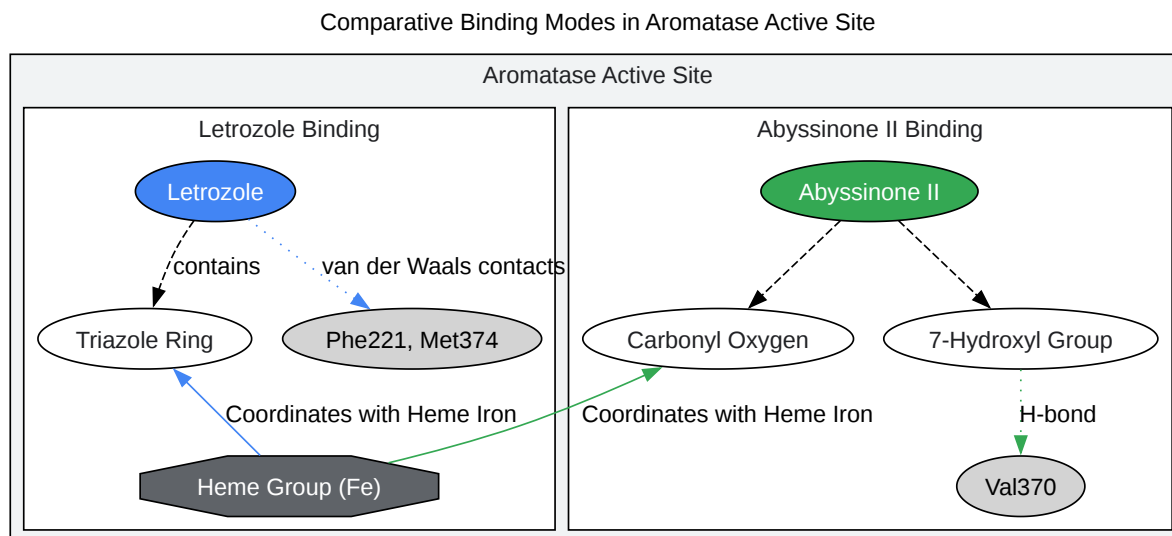 Comparative Binding Modes in Aromatase Active Site
Aromatase Active Site
Letrozole Binding
Abyssinone II Binding
Letrozole
Abyssinone II
contains
van der Waals contacts
Triazole Ring
Phe221, Met374
Carbonyl Oxygen
7-Hydroxyl Group
Coordinates with Heme Iron
Coordinates with Heme Iron
H-bond
Heme Group (Fe)
Val370